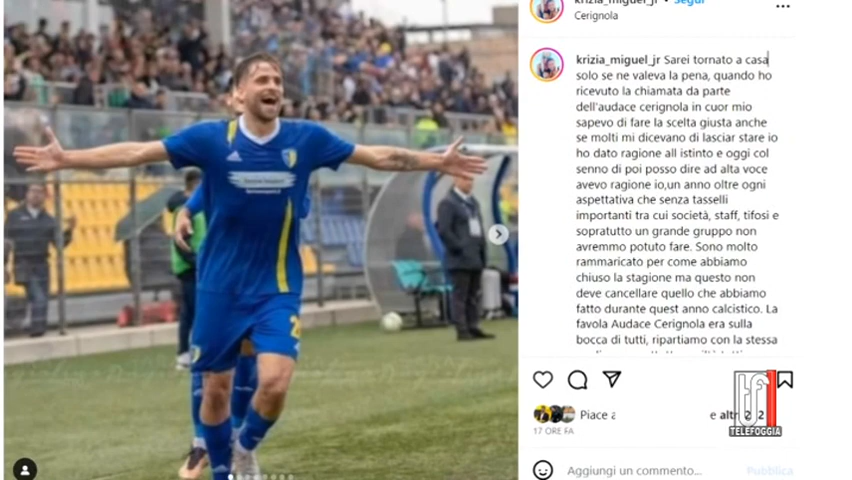 krizia_miguel_jr • Segui
Cerignola
krizia_miguel_jr Sarei tornato a casa
solo se ne valeva la pena, quando ho
ricevuto la chiamata da parte
dell'audace cerignola in cuor mio
sapevo di fare la scelta giusta anche
se molti mi dicevano di lasciar stare io
ho dato ragione all istinto e oggi col
senno di poi posso dire ad alta voce
avevo ragione io,un anno oltre ogni
aspettativa che senza tasselli
importanti tra cui società, staff, tifosi e
sopratutto un grande gruppo non
avremmo potuto fare. Sono molto
rammaricato per come abbiamo
chiuso la stagione ma questo non
deve cancellare quello che abbiamo
fatto durante quest anno calcistico. La
favola Audace Cerignola era sulla
bocca di tutti, ripartiamo con la stessa
Piace a e altri
17 ORE FA
TELEFOGGIA
Aggiungi un commento...
Pubblica